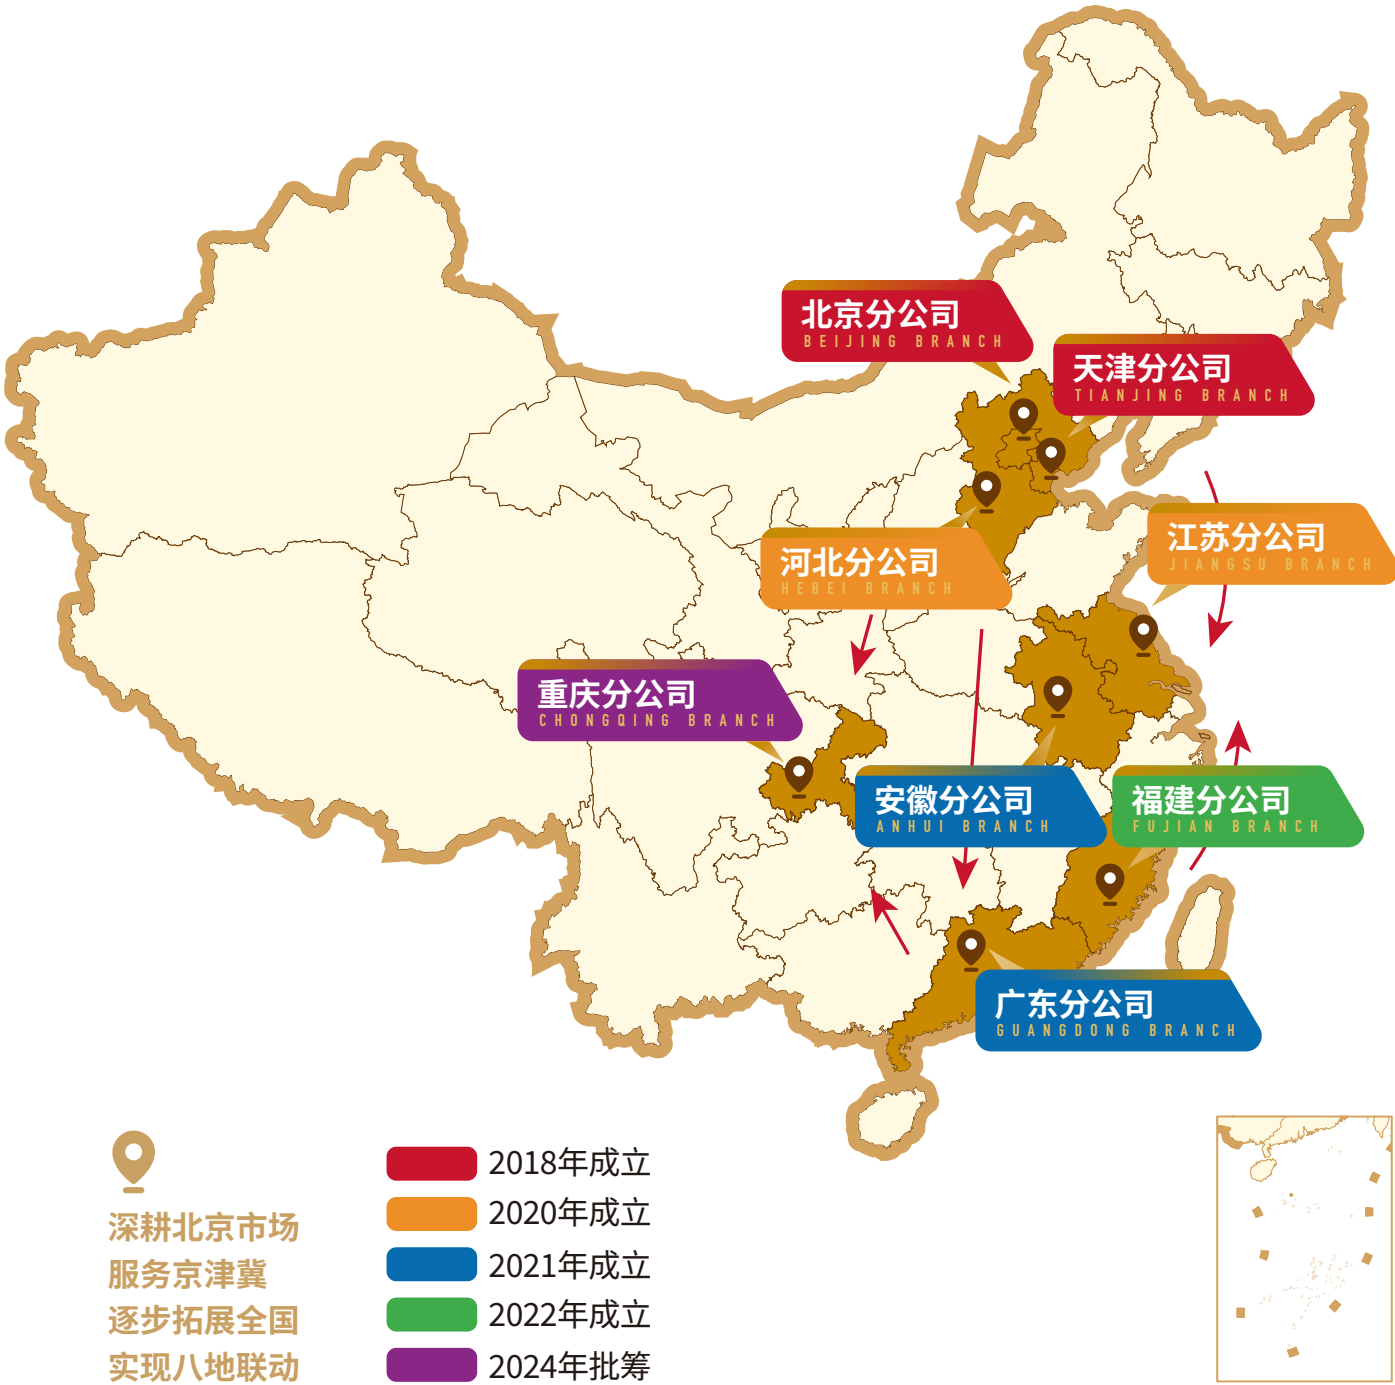 北京分公司
BEIJING BRANCH
天津分公司
TIANJING BRANCH
江苏分公司
JIANGSU BRANCH
河北分公司
HEBEI BRANCH
重庆分公司
CHONGQING BRANCH
安徽分公司
ANHUI BRANCH
福建分公司
FUJIAN BRANCH
广东分公司
GUANGDONG BRANCH
深耕北京市场
服务京津冀
逐步拓展全国
实现八地联动
2018年成立
2020年成立
2021年成立
2022年成立
2024年批筹